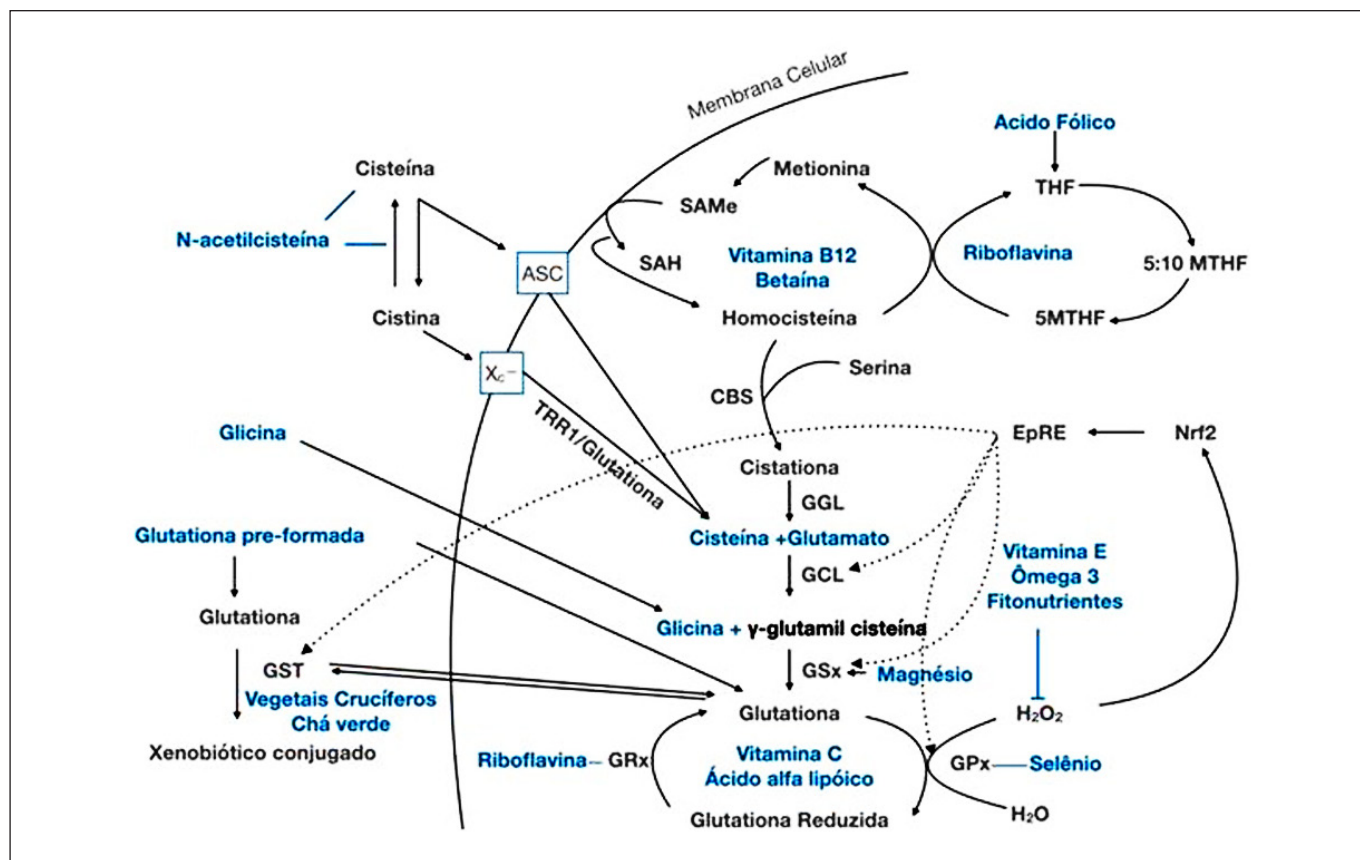 Membrana Celular
Acido Fólico
Cisteína
Metionina
THF
SAMe
N-acetilcisteína
ASC
SAH
Vitamina B12
Betaína
Riboflavina
5:10 MTHF
Cistina
Homocisteína
5MTHF
Xc–
Serina
CBS
TRR1/Glutationa
Glicina
EpRE
Nrf2
Cistationa
GGL
Glutationa pre-formada
Cisteína +Glutamato
Vitamina E
Ômega 3
Fitonutrientes
GCL
Glutationa
Glicina + γ-glutamil cisteína
GST
GSx
Magnésio
Vegetais Crucíferos
Chá verde
Glutationa
H₂O₂
Xenobiótico conjugado
Riboflavina
GRx
Vitamina C
Ácido alfa lipóico
GPx
Selênio
Glutationa Reduzida
H₂O